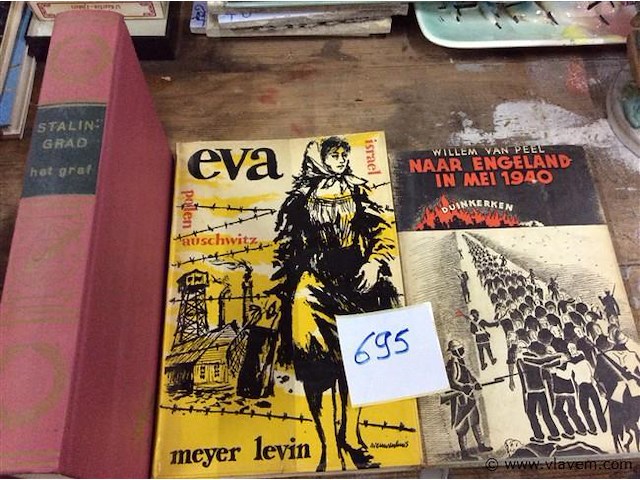 STALIN-
GRAD
het graf
eva
israel
polen
auschwitz
meyer levin
695
WILLEM VAN PEEL
NAAR ENGELAND
IN MEI 1940
DUINKERKEN
© www.vlavem.com